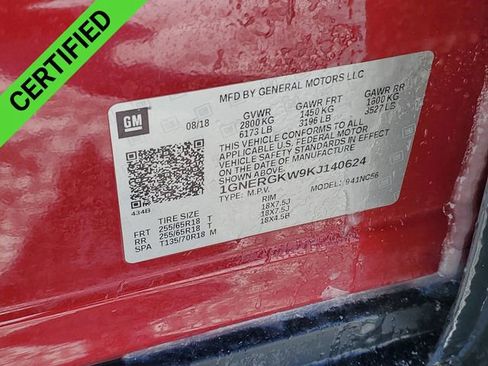 CERTIFIED
MFD BY GENERAL MOTORS LLC
GM
08/18
GVWR GAWR FRT GAWR RR
2800 KG 1450 KG 1600 KG
6173 LB 3196 LB 3527 LB
THIS VEHICLE CONFORMS TO ALL
APPLICABLE U.S. FEDERAL MOTOR
VEHICLE SAFETY STANDARDS IN EFFECT
ON THE DATE OF MANUFACTURE
1GNERGKW9KJ140624
TYPE: M.P.V. MODEL: 941NC56
434B
TIRE SIZE RIM
FRT 255/65R18 T 18X7.5J
RR 255/65R18 T 18X7.5J
SPA T135/70R18 M 18X4.5B